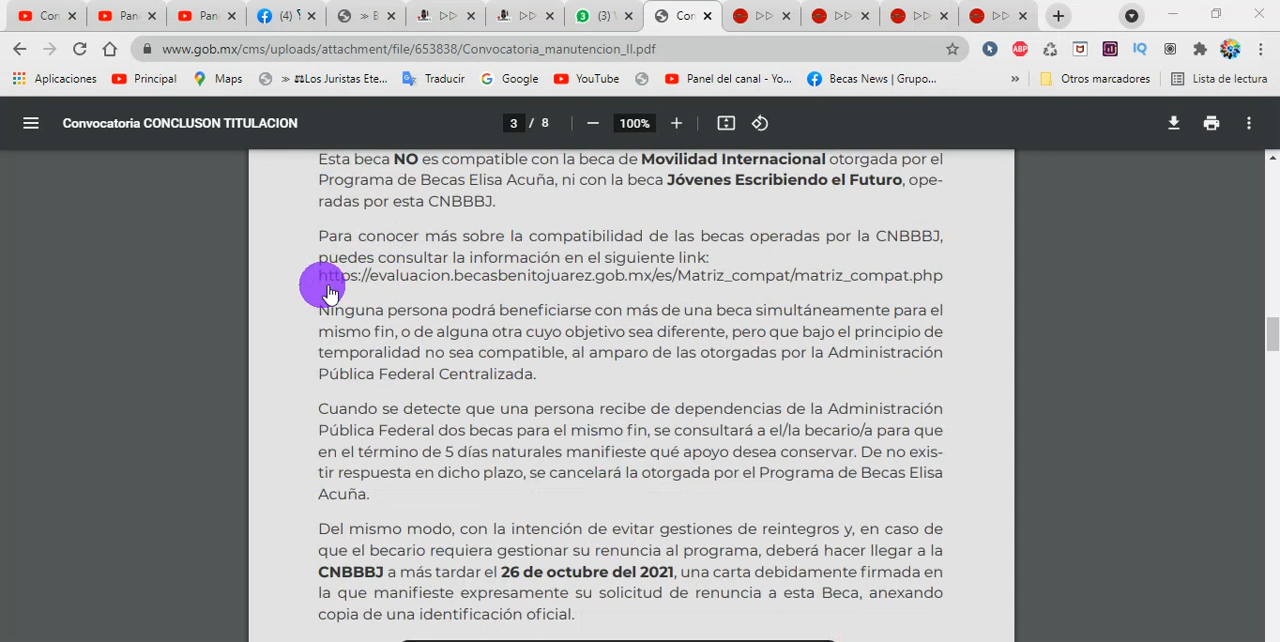 Con
Pan
Pan
(4)
» B
▷▷
▷▷
(3) W
Con
▷▷
▷▷
▷▷
▷▷
www.gob.mx/cms/uploads/attachment/file/653838/Convocatoria_manutencion_II.pdf
Aplicaciones Principal Maps » ⚖Los Juristas Ete... Traducir Google YouTube Panel del canal - Yo... Becas News | Grupo... » Otros marcadores Lista de lectura
Convocatoria CONCLUSON TITULACION 3 / 8 — 100% +
Esta beca NO es compatible con la beca de Movilidad Internacional otorgada por el
Programa de Becas Elisa Acuña, ni con la beca Jóvenes Escribiendo el Futuro, ope-
radas por esta CNBBBJ.
Para conocer más sobre la compatibilidad de las becas operadas por la CNBBBJ,
puedes consultar la información en el siguiente link:
https://evaluacion.becasbenitojuarez.gob.mx/es/Matriz_compat/matriz_compat.php
Ninguna persona podrá beneficiarse con más de una beca simultáneamente para el
mismo fin, o de alguna otra cuyo objetivo sea diferente, pero que bajo el principio de
temporalidad no sea compatible, al amparo de las otorgadas por la Administración
Pública Federal Centralizada.
Cuando se detecte que una persona recibe de dependencias de la Administración
Pública Federal dos becas para el mismo fin, se consultará a el/la becario/a para que
en el término de 5 días naturales manifieste qué apoyo desea conservar. De no exis-
tir respuesta en dicho plazo, se cancelará la otorgada por el Programa de Becas Elisa
Acuña.
Del mismo modo, con la intención de evitar gestiones de reintegros y, en caso de
que el becario requiera gestionar su renuncia al programa, deberá hacer llegar a la
CNBBBJ a más tardar el 26 de octubre del 2021, una carta debidamente firmada en
la que manifieste expresamente su solicitud de renuncia a esta Beca, anexando
copia de una identificación oficial.